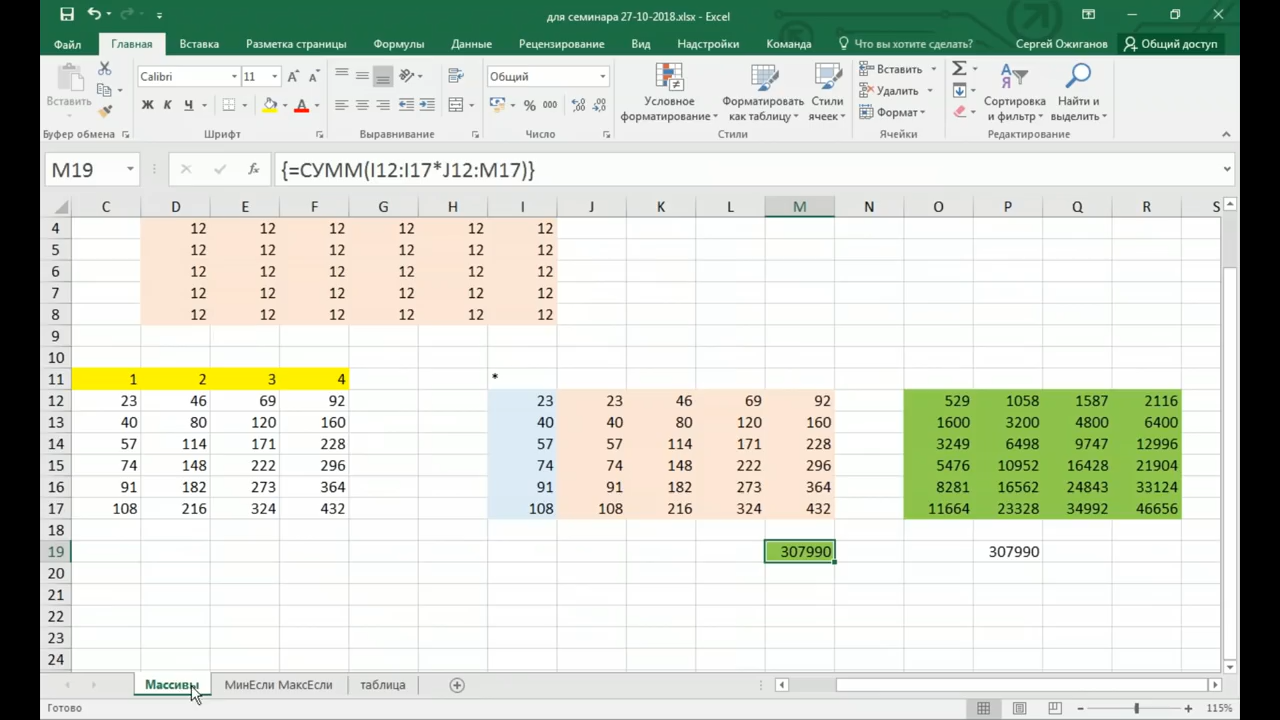 для семинара 27-10-2018.xlsx - Excel
Файл Главная Вставка Разметка страницы Формулы Данные Рецензирование Вид Надстройки Команда Что вы хотите сделать? Сергей Ожиганов Общий доступ
Вставить Calibri 11 Общий Условное форматирование Форматировать как таблицу Стили ячеек Вставить Удалить Формат Сортировка и фильтр Найти и выделить
Ж К Ч А % 000
Буфер обмена Шрифт Выравнивание Число Стили Ячейки Редактирование
M19 fx {=СУММ(I12:I17*J12:M17)}
C D E F G H I J K L M N O P Q R S
4 12 12 12 12 12 12
5 12 12 12 12 12 12
6 12 12 12 12 12 12
7 12 12 12 12 12 12
8 12 12 12 12 12 12
9
10
11 1 2 3 4 *
12 23 46 69 92 23 23 46 69 92 529 1058 1587 2116
13 40 80 120 160 40 40 80 120 160 1600 3200 4800 6400
14 57 114 171 228 57 57 114 171 228 3249 6498 9747 12996
15 74 148 222 296 74 74 148 222 296 5476 10952 16428 21904
16 91 182 273 364 91 91 182 273 364 8281 16562 24843 33124
17 108 216 324 432 108 108 216 324 432 11664 23328 34992 46656
18
19 307990 307990
20
21
22
23
24
Массивы МинЕсли МаксЕсли таблица
Готово 115%